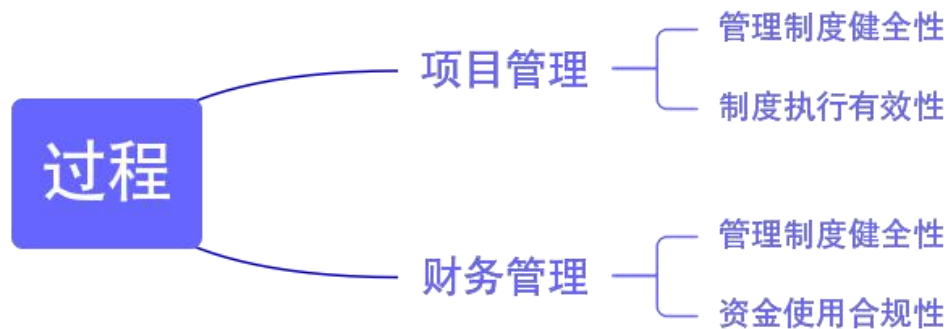 过程
项目管理
管理制度健全性
制度执行有效性
财务管理
管理制度健全性
资金使用合规性